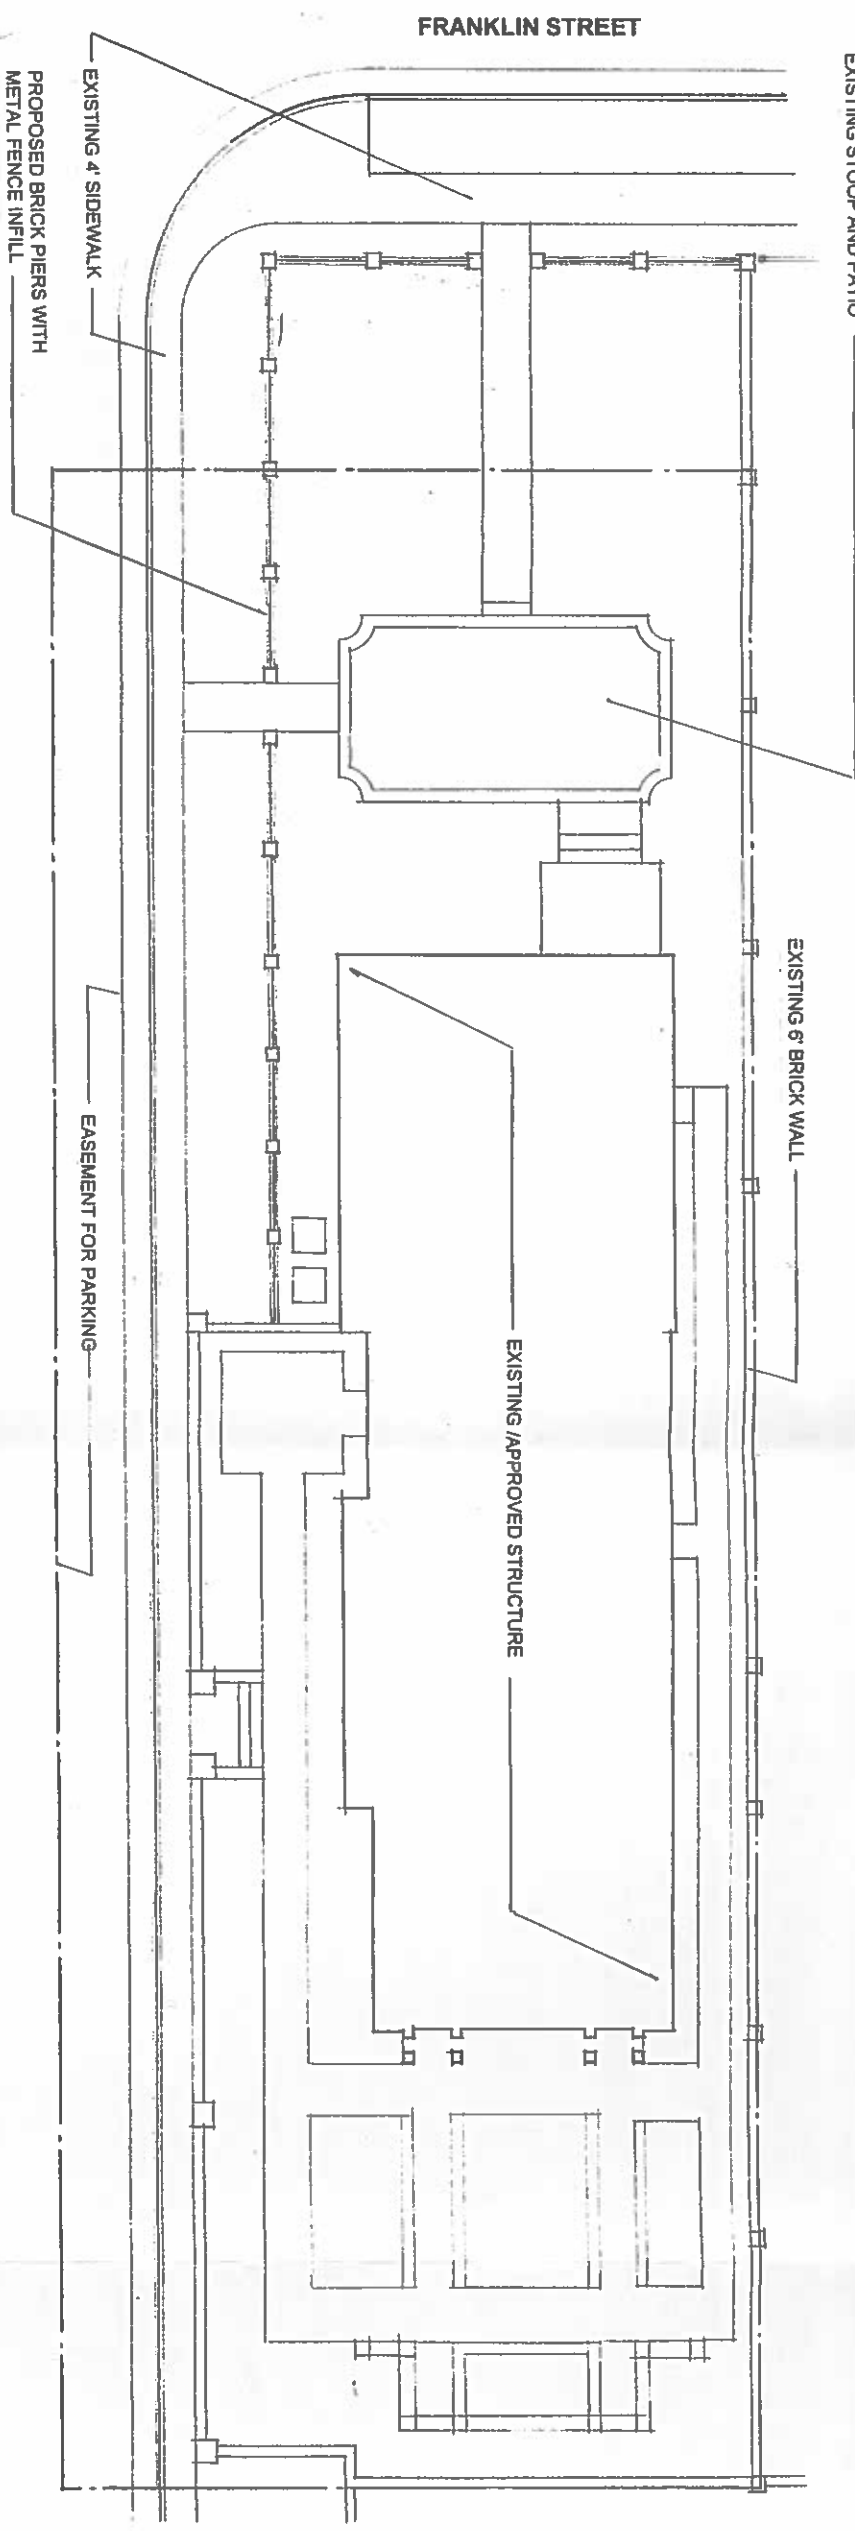 FRANKLIN STREET
EXISTING STOOP AND PATIO
EXISTING 4' SIDEWALK
PROPOSED BRICK PIERS WITH
METAL FENCE INFILL
EXISTING 6' BRICK WALL
EASEMENT FOR PARKING
EXISTING /APPROVED STRUCTURE